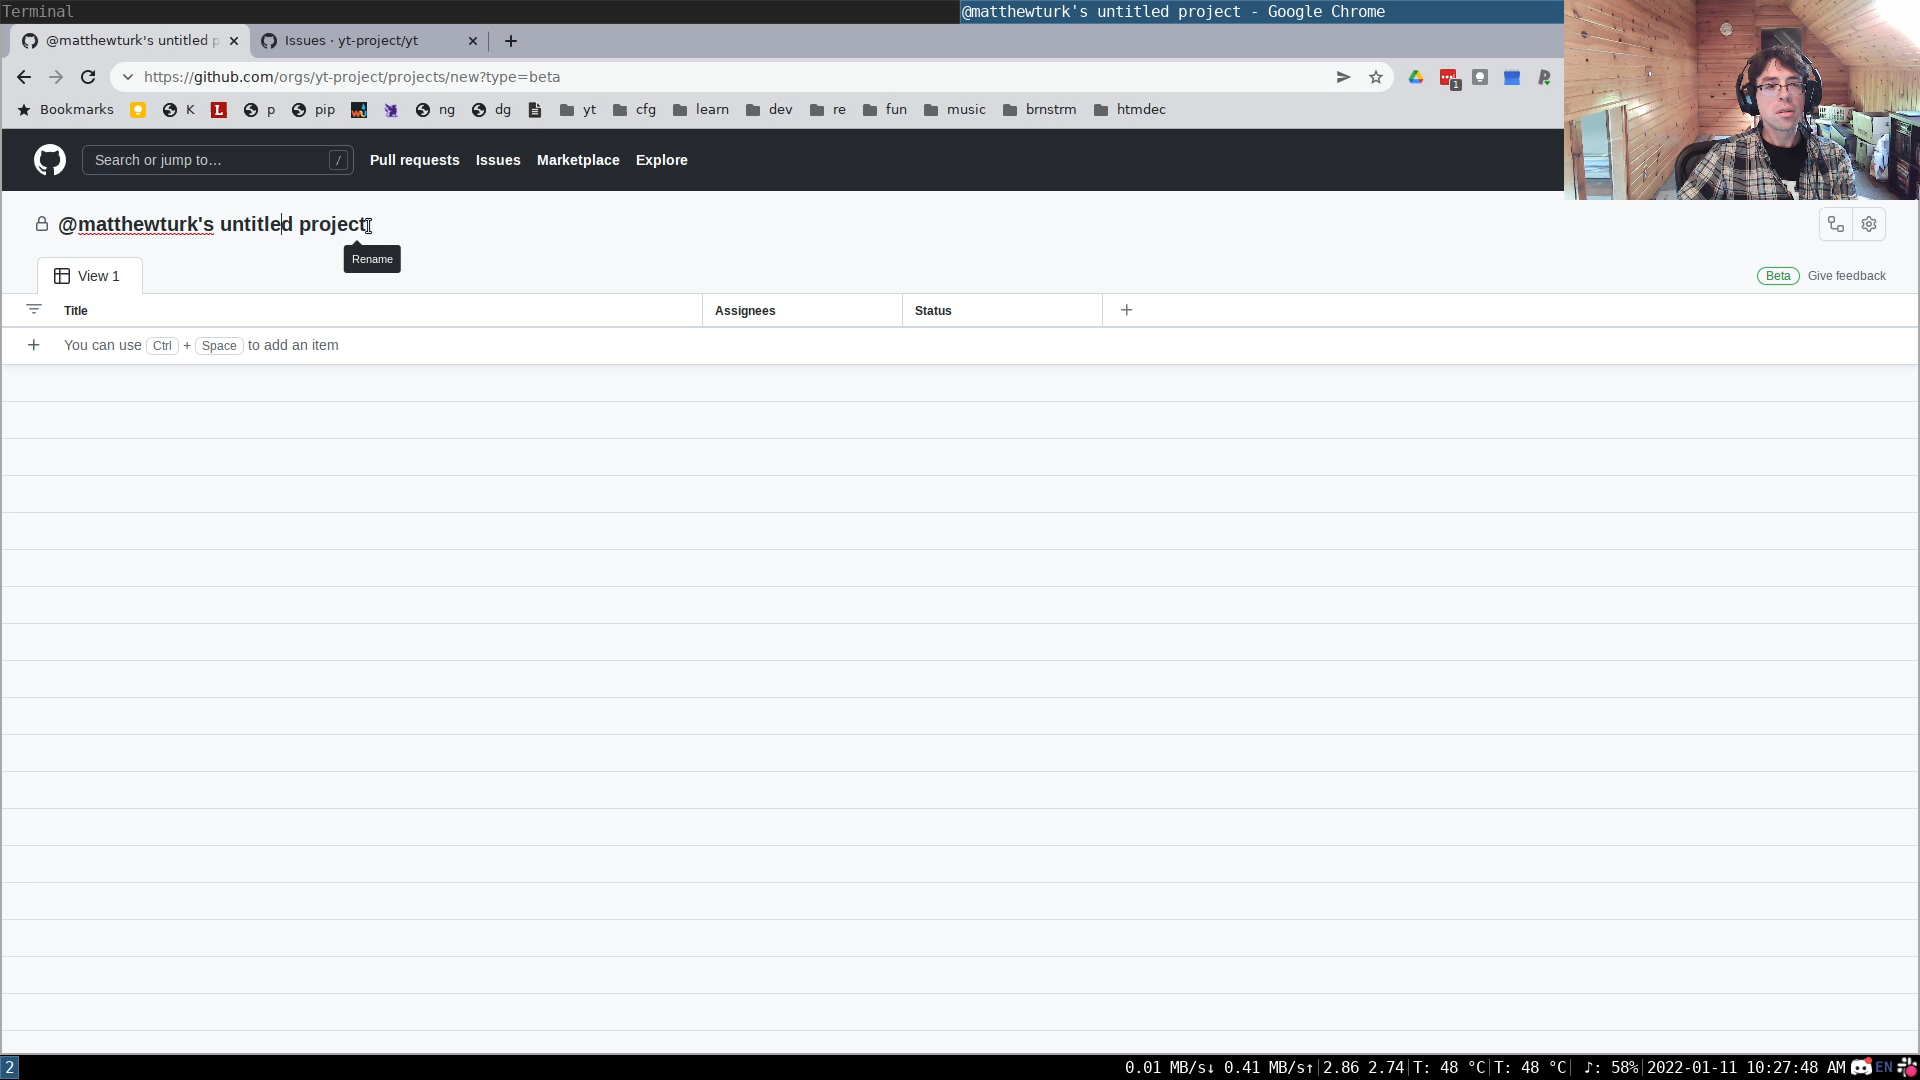 Terminal
@matthewturk's untitled project - Google Chrome
@matthewturk's untitled p
Issues · yt-project/yt
https://github.com/orgs/yt-project/projects/new?type=beta
1
Bookmarks K L p pip ng dg yt cfg learn dev re fun music brnstrm htmdec
Search or jump to… /
Pull requests Issues Marketplace Explore
@matthewturk's untitled project
Rename
View 1
Beta Give feedback
Title Assignees Status +
+ You can use Ctrl + Space to add an item
2
0.01 MB/s↓ 0.41 MB/s↑|2.86 2.74|T: 48 °C|T: 48 °C| ♪: 58%|2022-01-11 10:27:48 AM EN